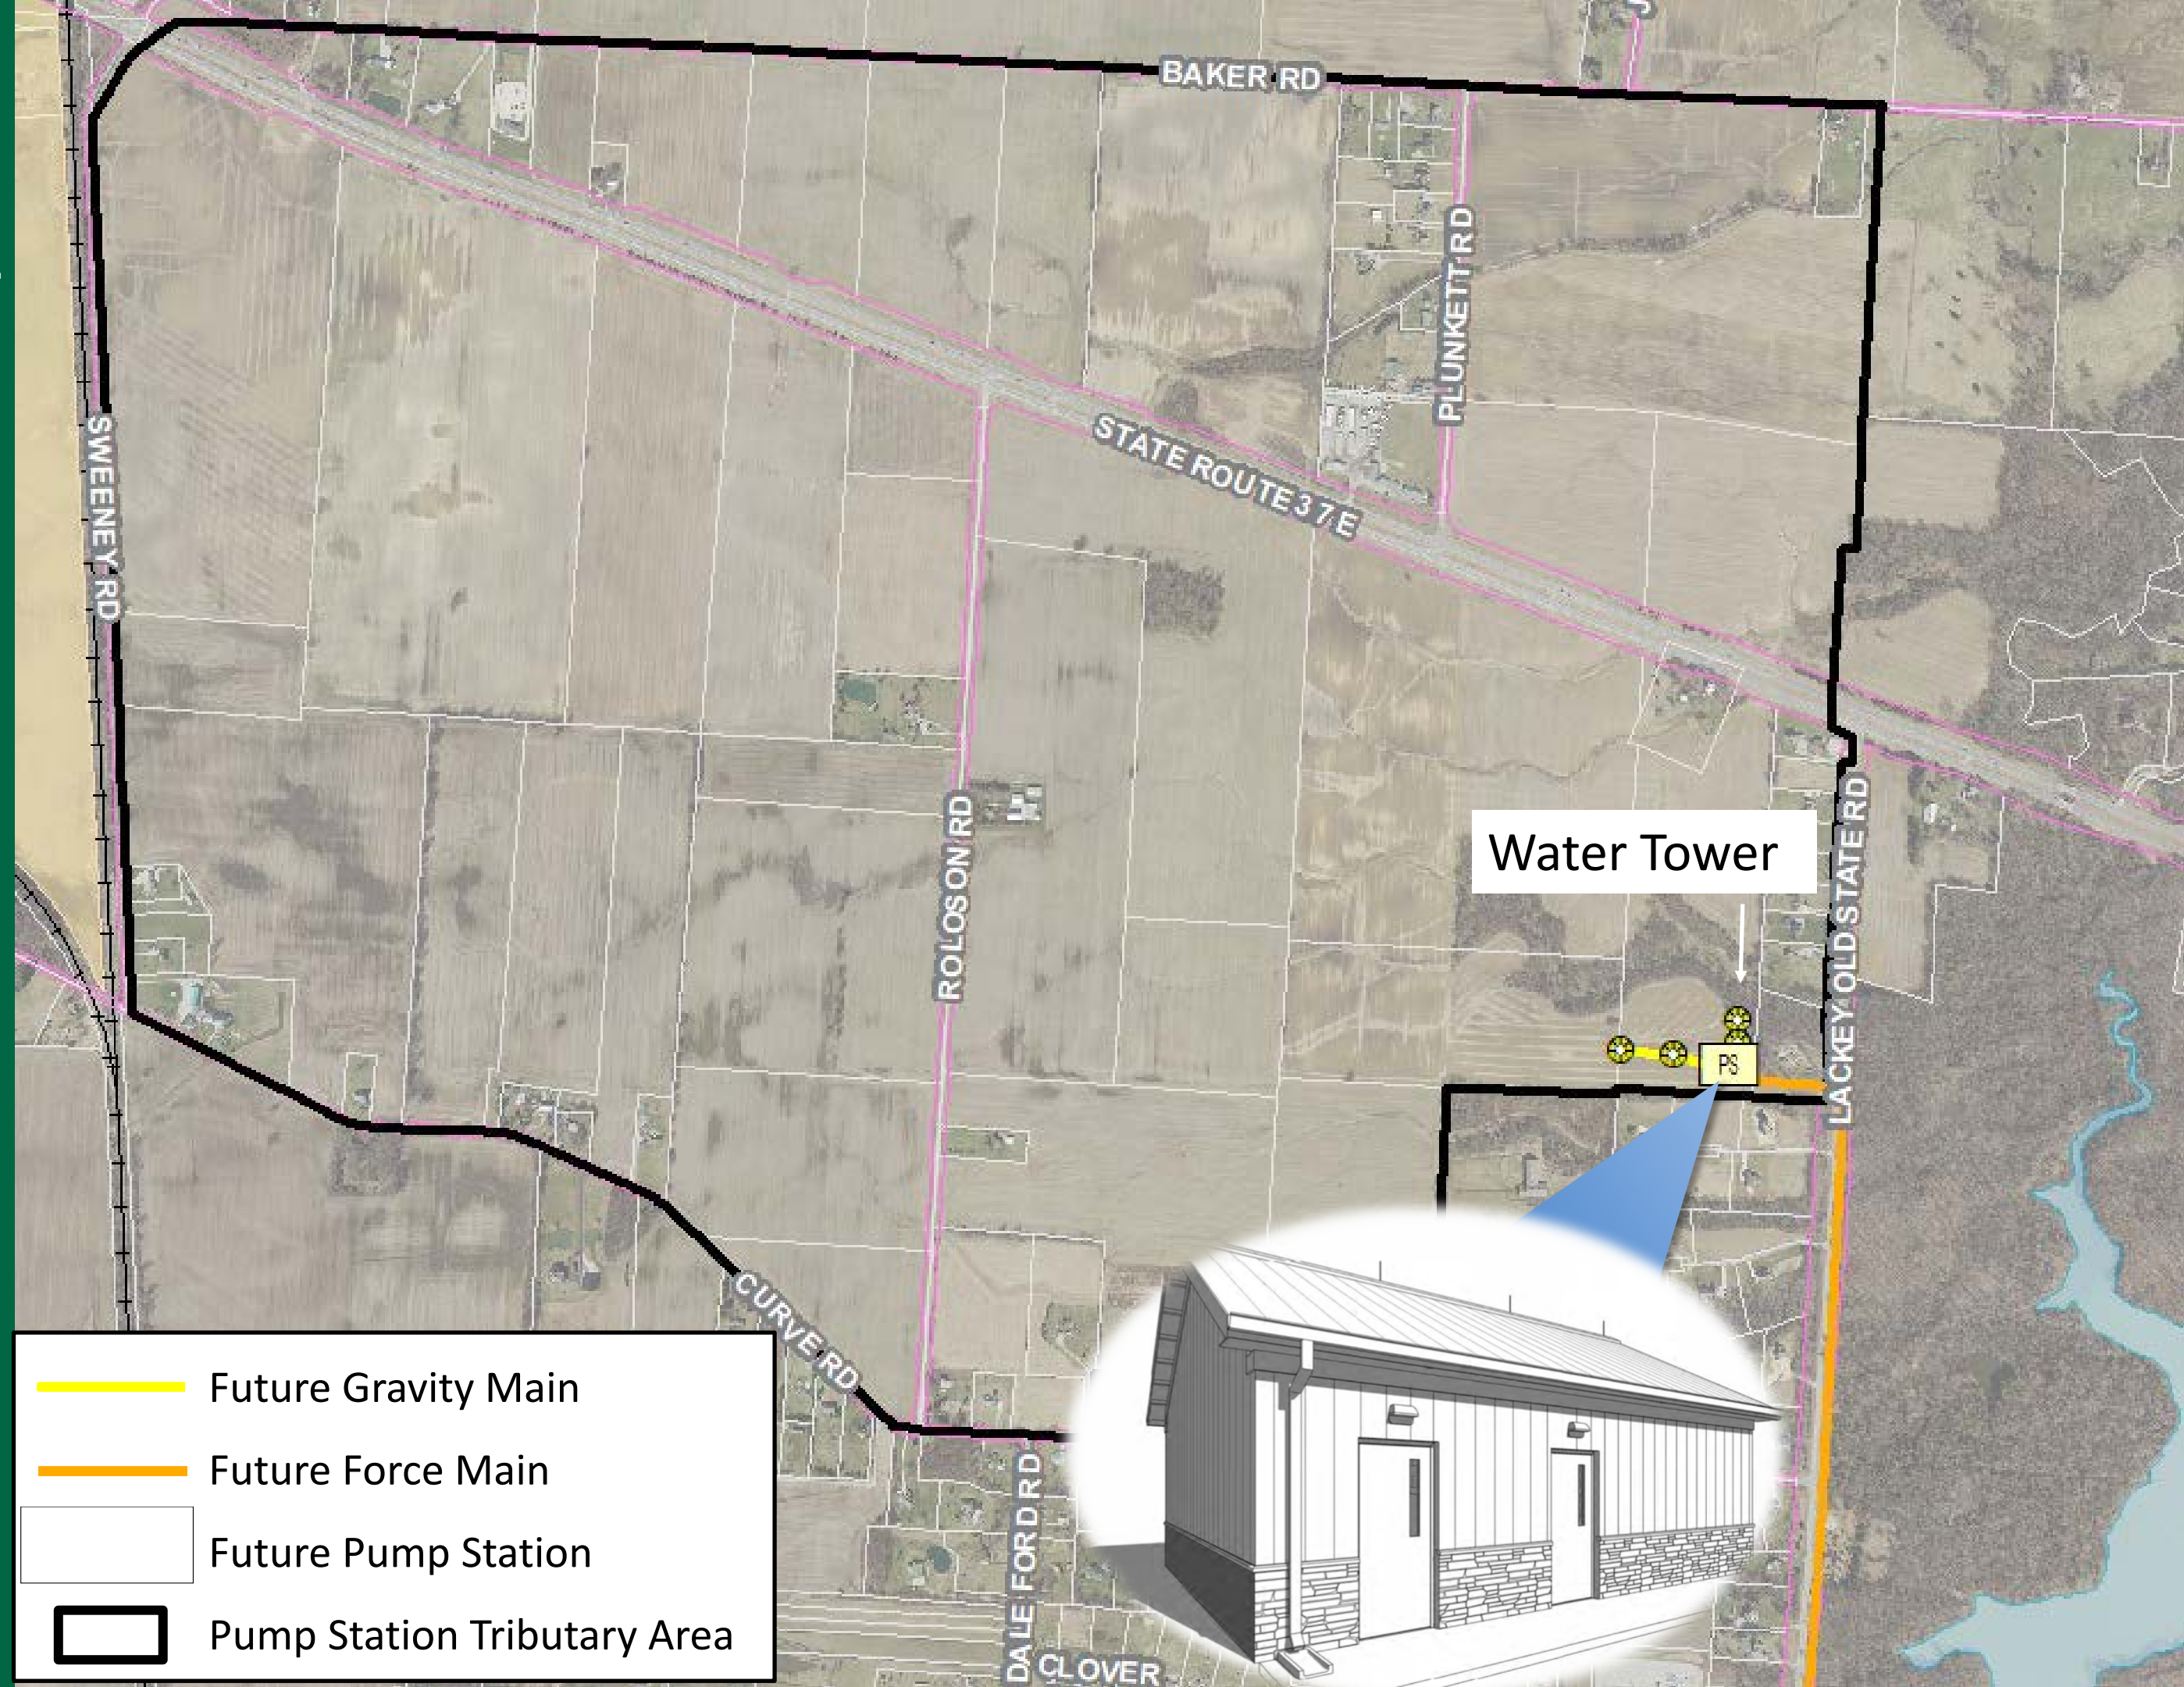 BAKER RD
PLUNKETT RD
STATE ROUTE 37 E
SWEENEY RD
ROLOSON RD
Water Tower
LACKEY OLD STATE RD
PS
CURVE RD
DALE FORD RD
CLOVER
Future Gravity Main
Future Force Main
Future Pump Station
Pump Station Tributary Area